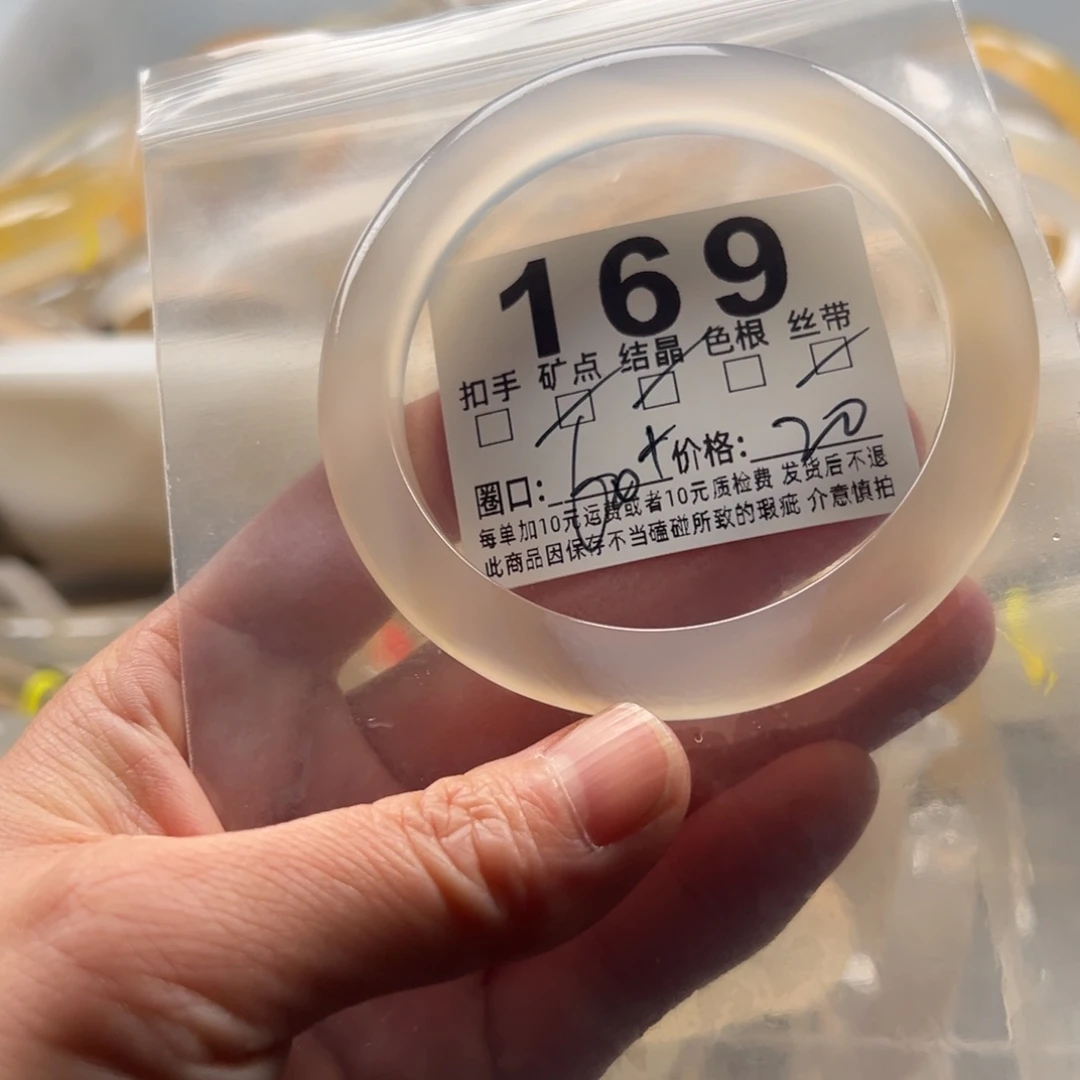 169
扣手 矿点 结晶 色根 丝带
圈口: 价格: 20
每单加10元运费或者10元质检费 发货后不退
此商品因保存不当磕碰所致的瑕疵 介意慎拍